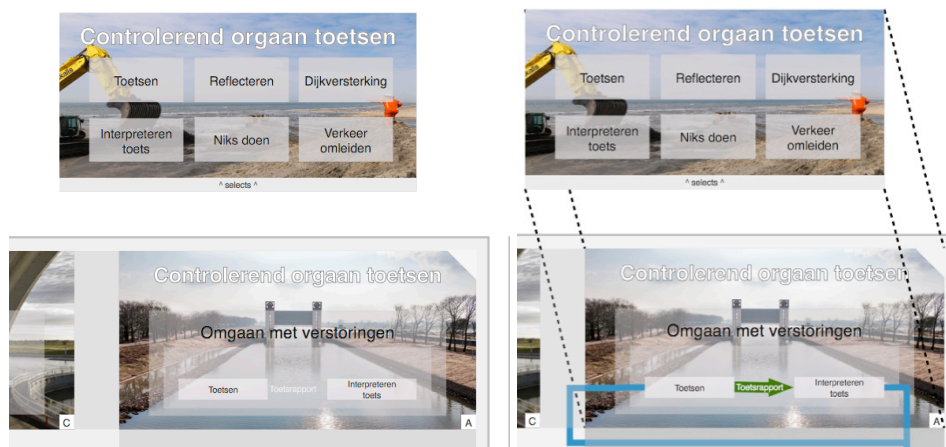 Controlerend orgaan toetsen
Toetsen
Reflecteren
Dijkversterking
Interpreteren
toets
Niks doen
Verkeer
omleiden
^ selects ^
Controlerend orgaan toetsen
Toetsen
Reflecteren
Dijkversterking
Interpreteren
toets
Niks doen
Verkeer
omleiden
^ selects ^
Controlerend orgaan toetsen
Omgaan met verstoringen
Toetsen
Toetsrapport
Interpreteren
toets
C
A
Controlerend orgaan toetsen
Omgaan met verstoringen
Toetsen
Toetsrapport
Interpreteren
toets
C
A